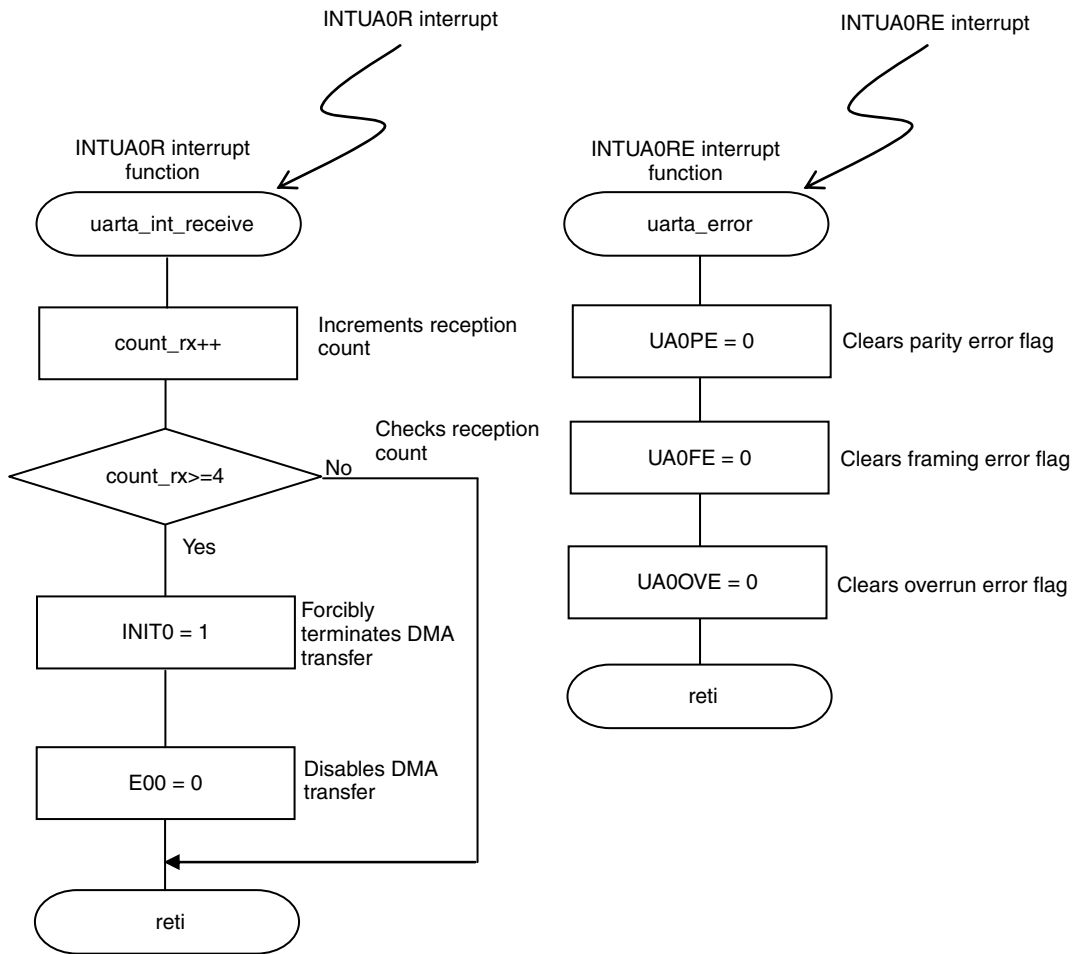 INTUA0R interrupt
INTUA0R interrupt
function
uarta_int_receive
count_rx++
Increments reception
count
Checks reception
count
count_rx>=4
No
Yes
INIT0 = 1
Forcibly
terminates DMA
transfer
E00 = 0
Disables DMA
transfer
reti
INTUA0RE interrupt
INTUA0RE interrupt
function
uarta_error
UA0PE = 0
Clears parity error flag
UA0FE = 0
Clears framing error flag
UA0OVE = 0
Clears overrun error flag
reti